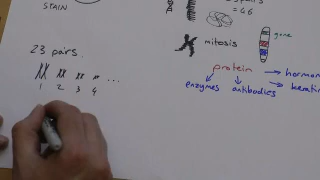 STAIN
= 46
gene
mitosis
23 pairs.
protein
hormon
enzymes
antibodies
keratin
1 2 3 4 ...